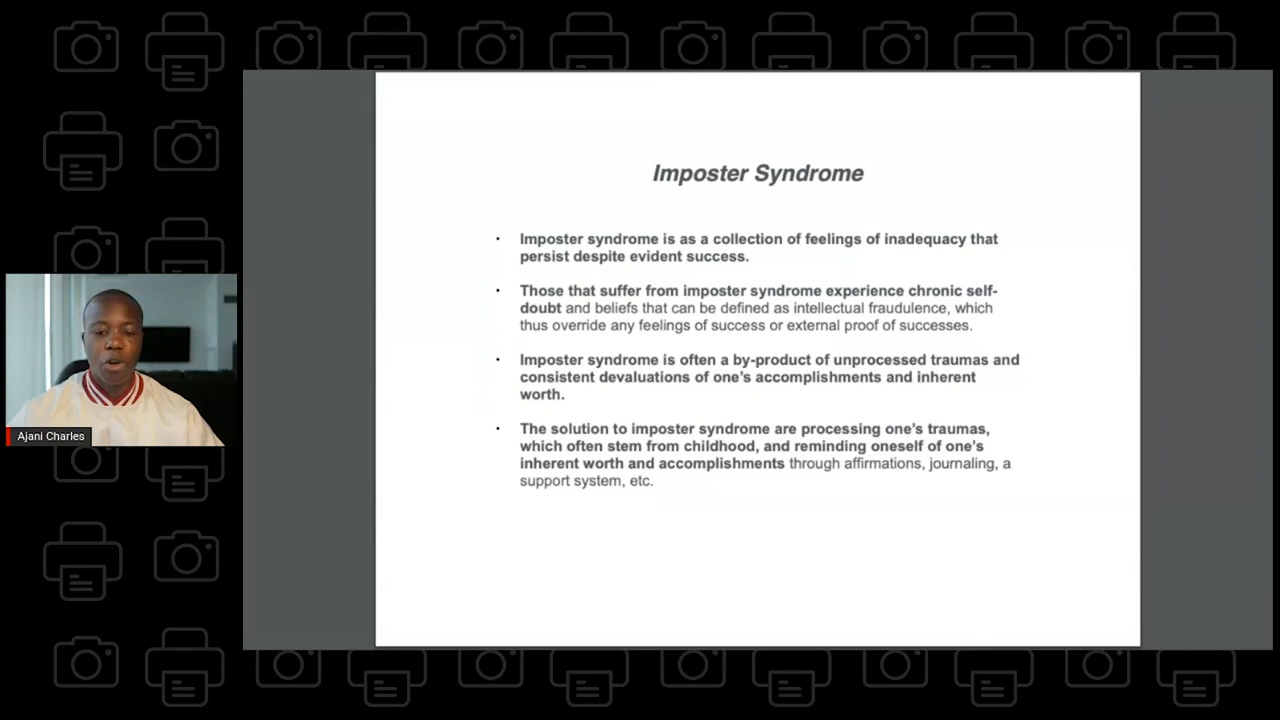 Imposter Syndrome
· Imposter syndrome is as a collection of feelings of inadequacy that
persist despite evident success.
· Those that suffer from imposter syndrome experience chronic self-
doubt and beliefs that can be defined as intellectual fraudulence, which
thus override any feelings of success or external proof of successes.
· Imposter syndrome is often a by-product of unprocessed traumas and
consistent devaluations of one’s accomplishments and inherent
worth.
· The solution to imposter syndrome are processing one’s traumas,
which often stem from childhood, and reminding oneself of one’s
inherent worth and accomplishments through affirmations, journaling, a
support system, etc.
Ajani Charles